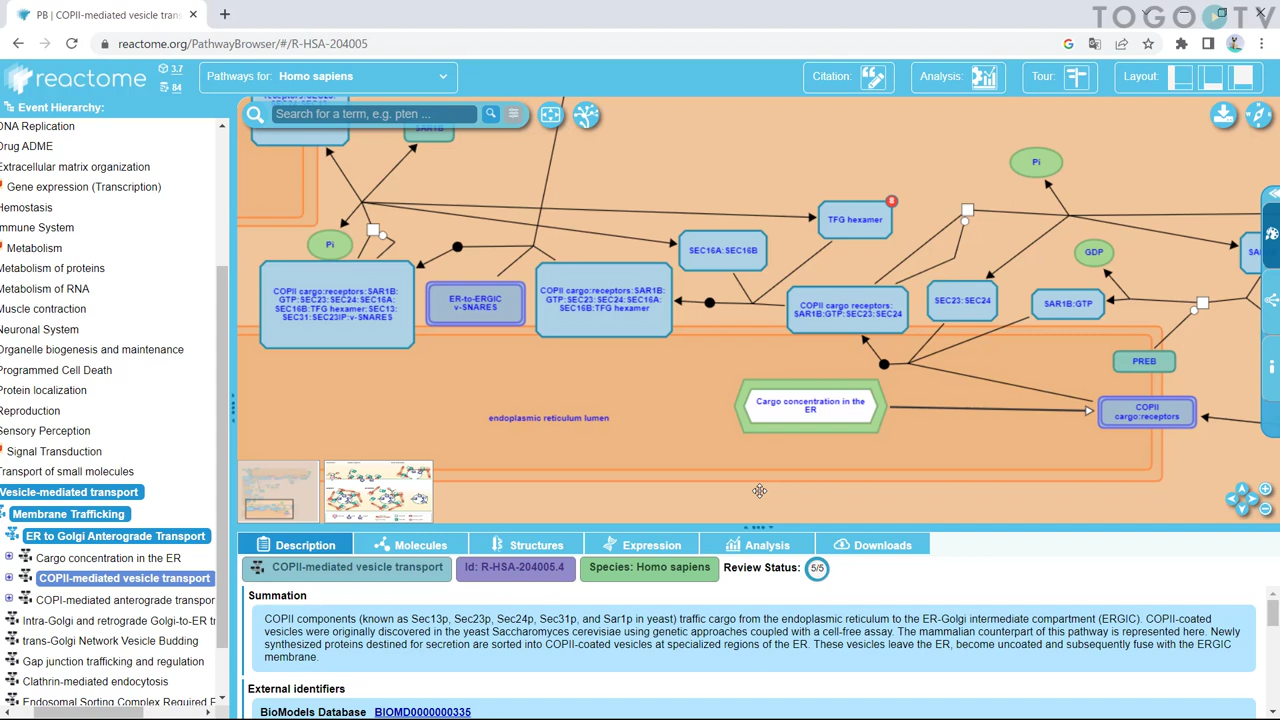 PB | COPII-mediated vesicle tran
TOGO TV
reactome.org/PathwayBrowser/#/R-HSA-204005
reactome
3.7
84
Pathways for: Homo sapiens
Citation:
Analysis:
Tour:
Layout:
Event Hierarchy:
DNA Replication
Drug ADME
Extracellular matrix organization
Gene expression (Transcription)
Hemostasis
mmune System
Metabolism
Metabolism of proteins
Metabolism of RNA
Muscle contraction
Neuronal System
Organelle biogenesis and maintenance
Programmed Cell Death
Protein localization
Reproduction
Sensory Perception
Signal Transduction
Transport of small molecules
Vesicle-mediated transport
Membrane Trafficking
ER to Golgi Anterograde Transport
Cargo concentration in the ER
COPII-mediated vesicle transport
COPI-mediated anterograde transpor
Intra-Golgi and retrograde Golgi-to-ER tr
trans-Golgi Network Vesicle Budding
Gap junction trafficking and regulation
Clathrin-mediated endocytosis
Endosomal Sorting Complex Required F
Search for a term, e.g. pten ...
SAR1B
Pi
Pi
TFG hexamer
8
SEC16A:SEC16B
GDP
SA
COPII cargo:receptors:SAR1B:
GTP:SEC23:SEC24:SEC16A:
SEC16B:TFG hexamer:SEC13:
SEC31:SEC23IP:v-SNARES
ER-to-ERGIC
v-SNARES
COPII cargo:receptors:SAR1B:
GTP:SEC23:SEC24:SEC16A:
SEC16B:TFG hexamer
COPII cargo receptors:
SAR1B:GTP:SEC23:SEC24
SEC23:SEC24
SAR1B:GTP
PREB
Cargo concentration in the
ER
COPII
cargo:receptors
endoplasmic reticulum lumen
Description
Molecules
Structures
Expression
Analysis
Downloads
COPII-mediated vesicle transport
Id: R-HSA-204005.4
Species: Homo sapiens
Review Status:
5/5
Summation
COPII components (known as Sec13p, Sec23p, Sec24p, Sec31p, and Sar1p in yeast) traffic cargo from the endoplasmic reticulum to the ER-Golgi intermediate compartment (ERGIC). COPII-coated
vesicles were originally discovered in the yeast Saccharomyces cerevisiae using genetic approaches coupled with a cell-free assay. The mammalian counterpart of this pathway is represented here. Newly
synthesized proteins destined for secretion are sorted into COPII-coated vesicles at specialized regions of the ER. These vesicles leave the ER, become uncoated and subsequently fuse with the ERGIC
membrane.
External identifiers
BioModels Database BIOMD0000000335